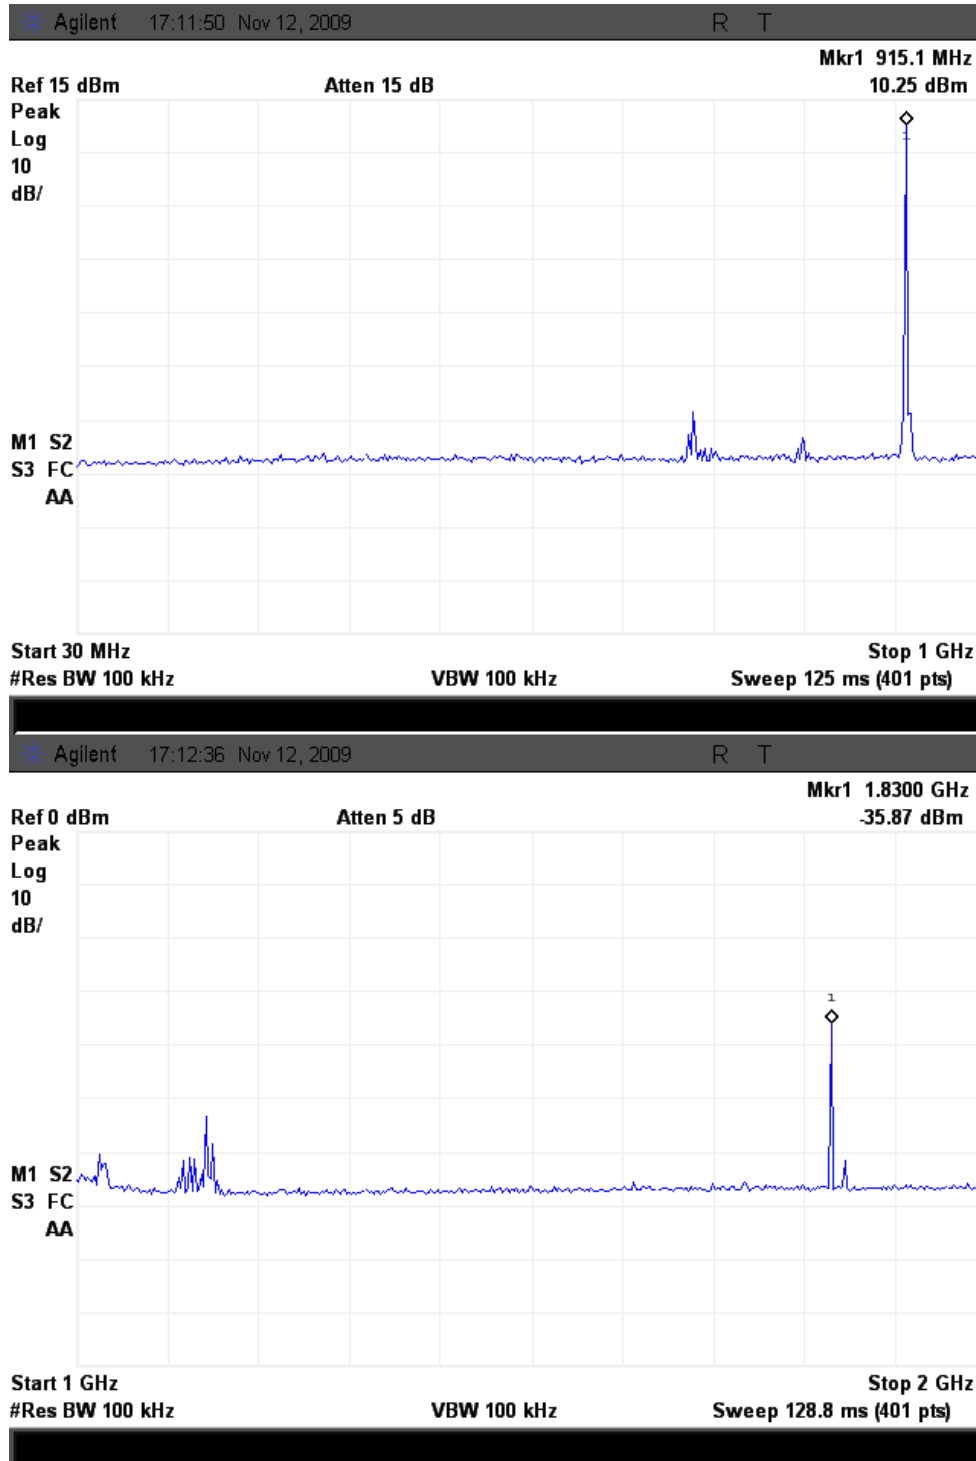 Agilent 17:11:50 Nov 12, 2009 R T
Mkr1 915.1 MHz
Ref 15 dBm Atten 15 dB 10.25 dBm
Peak
Log
10
dB/
1
M1 S2
S3 FC
AA
Start 30 MHz Stop 1 GHz
#Res BW 100 kHz VBW 100 kHz Sweep 125 ms (401 pts)
Agilent 17:12:36 Nov 12, 2009 R T
Mkr1 1.8300 GHz
Ref 0 dBm Atten 5 dB -35.87 dBm
Peak
Log
10
dB/
1
M1 S2
S3 FC
AA
Start 1 GHz Stop 2 GHz
#Res BW 100 kHz VBW 100 kHz Sweep 128.8 ms (401 pts)